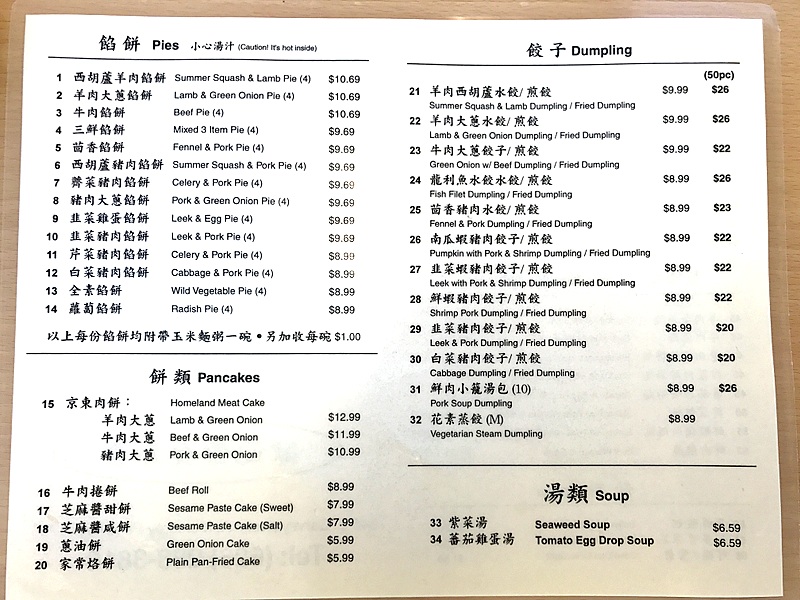 餡餅 Pies 小心湯汁 (Caution! It's hot inside)
1 西胡蘆羊肉餡餅 Summer Squash & Lamb Pie (4) $10.69
2 羊肉大蔥餡餅 Lamb & Green Onion Pie (4) $10.69
3 牛肉餡餅 Beef Pie (4) $10.69
4 三鮮餡餅 Mixed 3 Item Pie (4) $9.69
5 茴香餡餅 Fennel & Pork Pie (4) $9.69
6 西胡蘆豬肉餡餅 Summer Squash & Pork Pie (4) $9.69
7 薺菜豬肉餡餅 Celery & Pork Pie (4) $9.69
8 豬肉大蔥餡餅 Pork & Green Onion Pie (4) $9.69
9 韭菜雞蛋餡餅 Leek & Egg Pie (4) $9.69
10 韭菜豬肉餡餅 Leek & Pork Pie (4) $9.69
11 芹菜豬肉餡餅 Celery & Pork Pie (4) $8.99
12 白菜豬肉餡餅 Cabbage & Pork Pie (4) $8.99
13 全素餡餅 Wild Vegetable Pie (4) $8.99
14 蘿蔔餡餅 Radish Pie (4) $8.99
以上每份餡餅均附帶玉米麵粥一碗 • 另加收每碗 $1.00
餅類 Pancakes
15 京東肉餅： Homeland Meat Cake
羊肉大蔥 Lamb & Green Onion $12.99
牛肉大蔥 Beef & Green Onion $11.99
豬肉大蔥 Pork & Green Onion $10.99
16 牛肉捲餅 Beef Roll $8.99
17 芝麻醬甜餅 Sesame Paste Cake (Sweet) $7.99
18 芝麻醬咸餅 Sesame Paste Cake (Salt) $7.99
19 蔥油餅 Green Onion Cake $5.99
20 家常烙餅 Plain Pan-Fried Cake $5.99
餃子 Dumpling
(50pc)
21 羊肉西胡蘆水餃/煎餃 $9.99 $26
Summer Squash & Lamb Dumpling / Fried Dumpling
22 羊肉大蔥水餃/煎餃 $9.99 $26
Lamb & Green Onion Dumpling / Fried Dumpling
23 牛肉大蔥餃子/煎餃 $9.99 $22
Green Onion w/ Beef Dumpling / Fried Dumpling
24 龍利魚水餃水餃/煎餃 $8.99 $26
Fish Filet Dumpling / Fried Dumpling
25 茴香豬肉水餃/煎餃 $8.99 $23
Fennel & Pork Dumpling / Fried Dumpling
26 南瓜蝦豬肉餃子/煎餃 $8.99 $22
Pumpkin with Pork & Shrimp Dumpling / Fried Dumpling
27 韭菜蝦豬肉餃子/煎餃 $8.99 $22
Leek with Pork & Shrimp Dumpling / Fried Dumpling
28 鮮蝦豬肉餃子/煎餃 $8.99 $22
Shrimp Pork Dumpling / Fried Dumpling
29 韭菜豬肉餃子/煎餃 $8.99 $20
Leek & Pork Dumpling / Fried Dumpling
30 白菜豬肉餃子/煎餃 $8.99 $20
Cabbage Dumpling / Fried Dumpling
31 鮮肉小籠湯包 (10) $8.99 $26
Pork Soup Dumpling
32 花素蒸餃 (M) $8.99
Vegetarian Steam Dumpling
湯類 Soup
33 紫菜湯 Seaweed Soup $6.59
34 蕃茄雞蛋湯 Tomato Egg Drop Soup $6.59